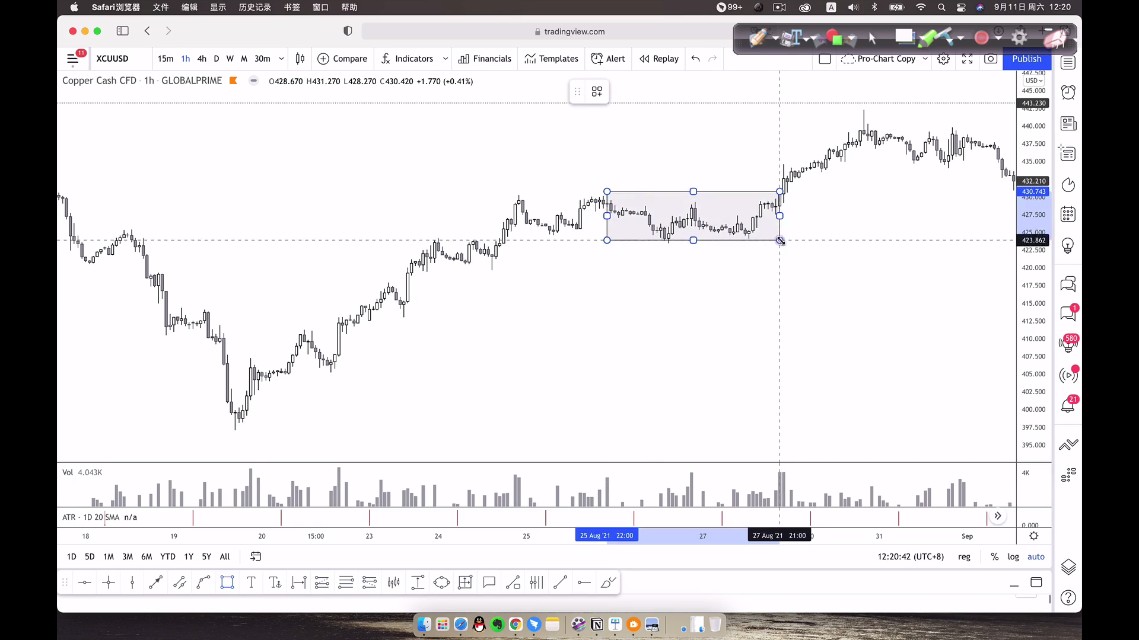 Safari浏览器 文件 编辑 显示 历史记录 书签 窗口 帮助 99+ A 9月11日 周六 12:20
tradingview.com
11 XCUUSD 15m 1h 4h D W M 30m Compare Indicators Financials Templates Alert Replay Pro-Chart Copy Publish
Copper Cash CFD · 1h · GLOBALPRIME O428.670 H431.270 L428.270 C430.420 +1.770 (+0.41%)
USD
445.000
443.230
440.000
437.500
435.000
432.210
430.743
427.500
425.000
423.862
420.000
417.500
415.000
412.500
410.000
407.500
405.000
402.500
400.000
397.500
395.000
1
580
21
Vol 4.043K
4K
ATR · 1D 20 SMA n/a
0.000
18 19 20 15:00 23 24 25 25 Aug '21 22:00 27 27 Aug '21 21:00 31 Sep
1D 5D 1M 3M 6M YTD 1Y 5Y All 12:20:42 (UTC+8) reg % log auto